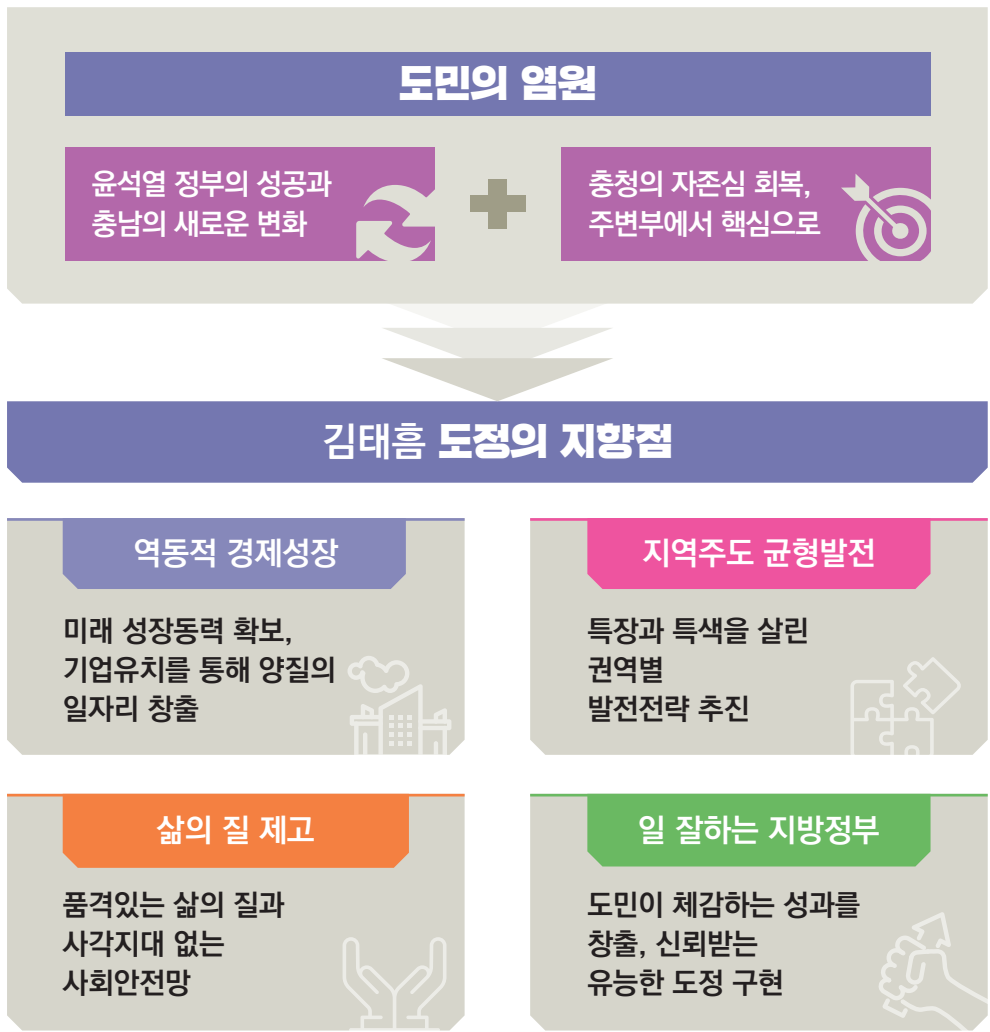 도민의 염원
윤석열 정부의 성공과
충남의 새로운 변화
충청의 자존심 회복,
주변부에서 핵심으로
김태흠 도정의 지향점
역동적 경제성장
미래 성장동력 확보,
기업유치를 통해 양질의
일자리 창출
지역주도 균형발전
특장과 특색을 살린
권역별
발전전략 추진
삶의 질 제고
품격있는 삶의 질과
사각지대 없는
사회안전망
일 잘하는 지방정부
도민이 체감하는 성과를
창출, 신뢰받는
유능한 도정 구현